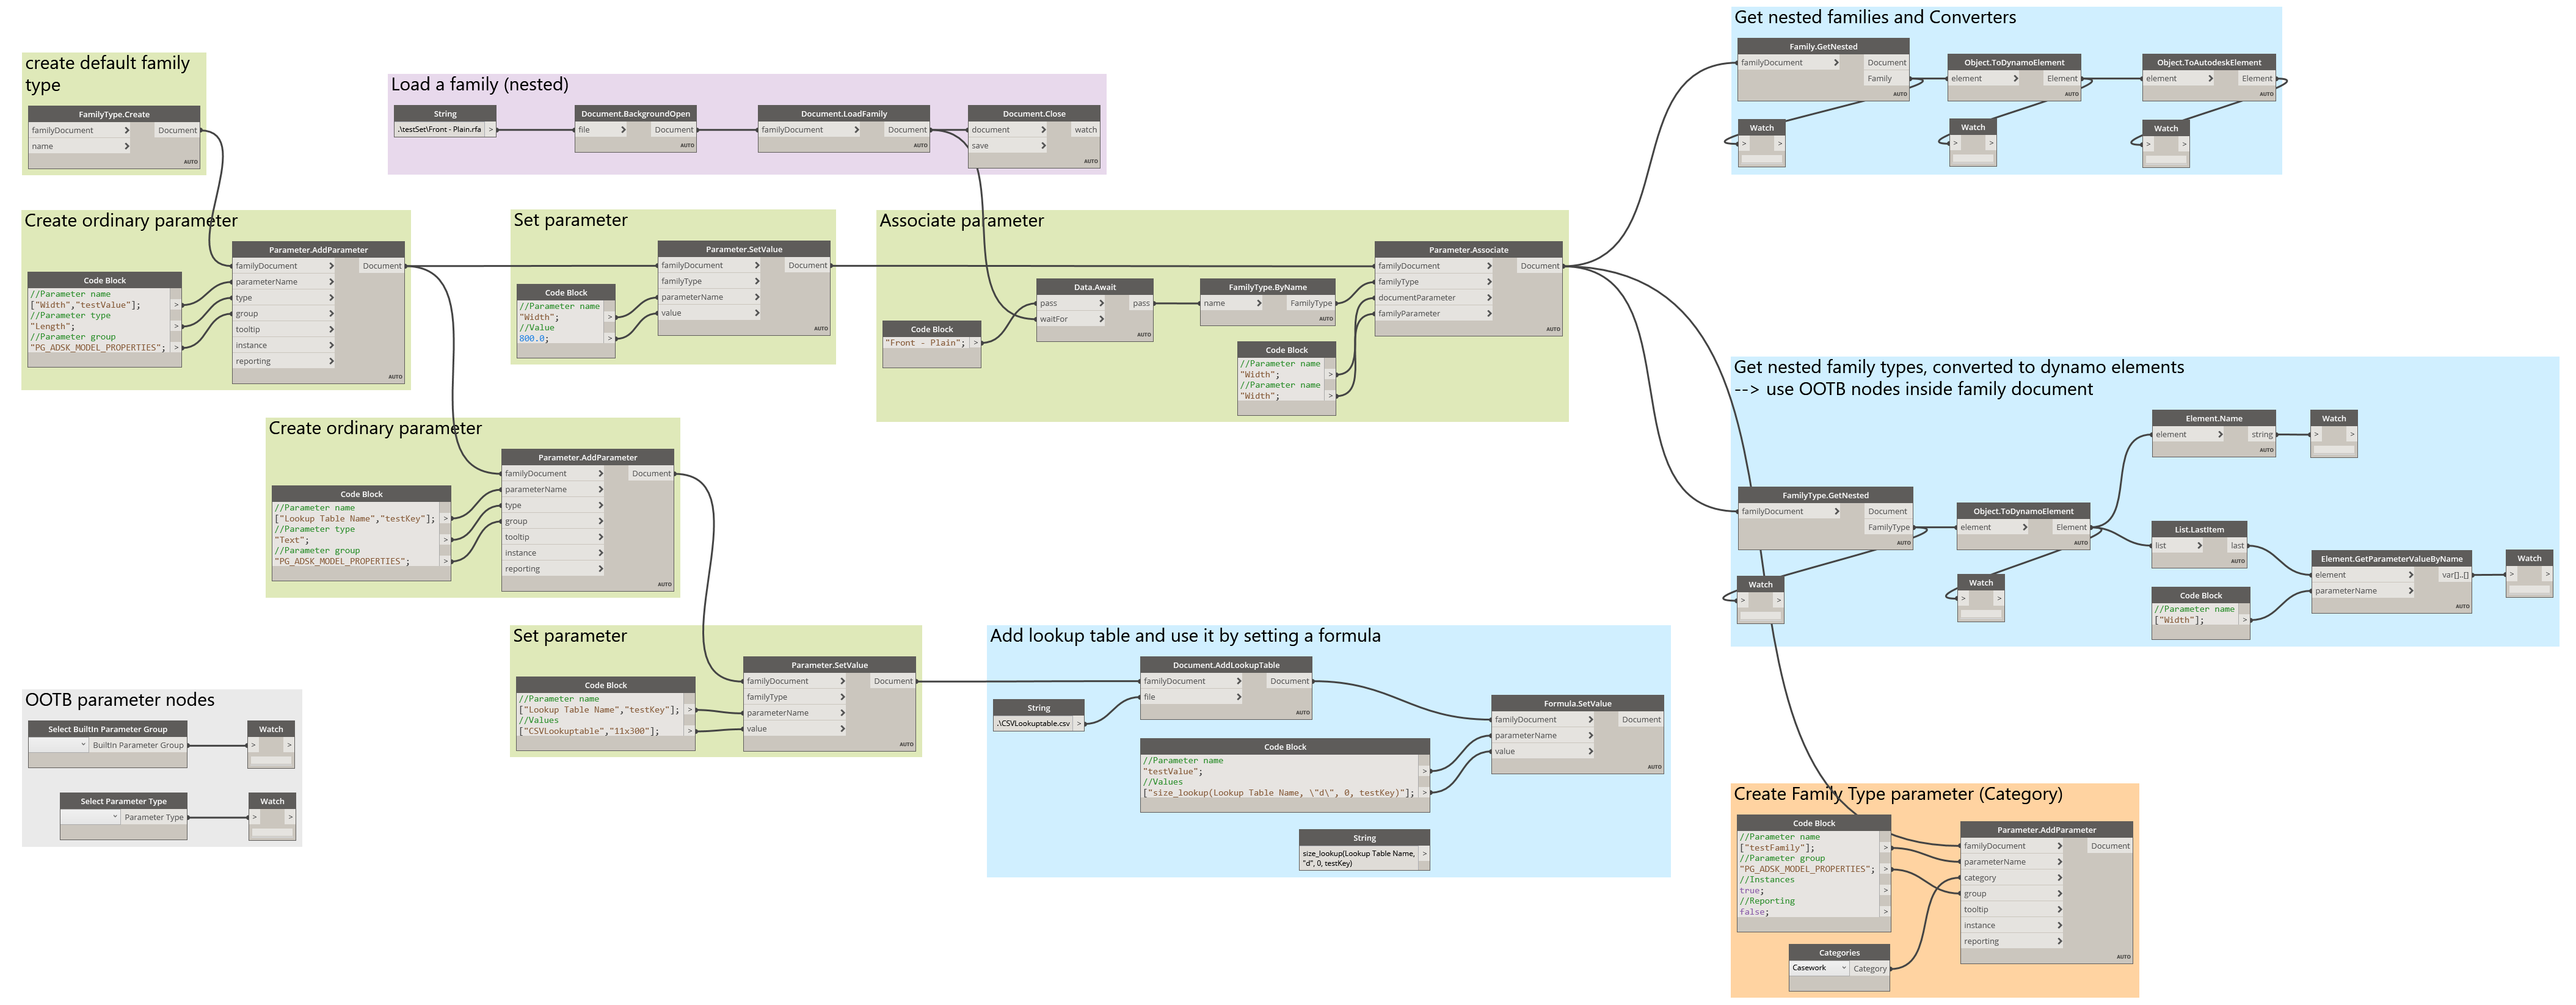 create default family
type
FamilyType.Create
familyDocument > Document
name >
AUTO
Load a family (nested)
String
.\testSet\Front - Plain.rfa >
Document.BackgroundOpen
file > Document
AUTO
Document.LoadFamily
familyDocument > Document
AUTO
Document.Close
document > watch
save >
AUTO
Get nested families and Converters
Family.GetNested
familyDocument > Document
Family
AUTO
Object.ToDynamoElement
element > Element
AUTO
Object.ToAutodeskElement
element > Element
AUTO
Watch
> >
Watch
> >
Watch
> >
Create ordinary parameter
Code Block
//Parameter name
["Width","testValue"]; >
//Parameter type
"Length"; >
//Parameter group
"PG_ADSK_MODEL_PROPERTIES"; >
Parameter.AddParameter
familyDocument > Document
parameterName >
type >
group >
tooltip >
instance >
reporting >
AUTO
Set parameter
Code Block
//Parameter name
"Width"; >
//Value
800.0; >
Parameter.SetValue
familyDocument > Document
familyType >
parameterName >
value >
AUTO
Associate parameter
Code Block
"Front - Plain"; >
Data.Await
pass > pass
waitFor >
AUTO
FamilyType.ByName
name > FamilyType
AUTO
Code Block
//Parameter name
"Width"; >
//Parameter name
"Width"; >
Parameter.Associate
familyDocument > Document
familyType >
documentParameter >
familyParameter >
AUTO
Get nested family types, converted to dynamo elements
--> use OOTB nodes inside family document
FamilyType.GetNested
familyDocument > Document
FamilyType
AUTO
Object.ToDynamoElement
element > Element
AUTO
Element.Name
element > string
AUTO
Watch
> >
List.LastItem
list > last
AUTO
Code Block
//Parameter name
["Width"]; >
Element.GetParameterValueByName
element > var[]..[]
parameterName >
AUTO
Watch
> >
Watch
> >
Watch
> >
Create ordinary parameter
Code Block
//Parameter name
["Lookup Table Name","testKey"]; >
//Parameter type
"Text"; >
//Parameter group
"PG_ADSK_MODEL_PROPERTIES"; >
Parameter.AddParameter
familyDocument > Document
parameterName >
type >
group >
tooltip >
instance >
reporting >
AUTO
Set parameter
Code Block
//Parameter name
["Lookup Table Name","testKey"]; >
//Values
["CSVLookuptable","11x300"]; >
Parameter.SetValue
familyDocument > Document
familyType >
parameterName >
value >
AUTO
Add lookup table and use it by setting a formula
String
.\CSVLookuptable.csv >
Document.AddLookupTable
familyDocument > Document
file >
AUTO
Code Block
//Parameter name
"testValue"; >
//Values
["size_lookup(Lookup Table Name, \"d\", 0, testKey)"]; >
Formula.SetValue
familyDocument > Document
parameterName >
value >
AUTO
String
size_lookup(Lookup Table Name, >
"d", 0, testKey)
OOTB parameter nodes
Select BuiltIn Parameter Group
BuiltIn Parameter Group
Watch
> >
Select Parameter Type
Parameter Type
Watch
> >
Create Family Type parameter (Category)
Code Block
//Parameter name
["testFamily"]; >
//Parameter group
"PG_ADSK_MODEL_PROPERTIES"; >
//Instances
true; >
//Reporting
false; >
Categories
Casework Category
Parameter.AddParameter
familyDocument > Document
parameterName >
category >
group >
tooltip >
instance >
reporting >
AUTO